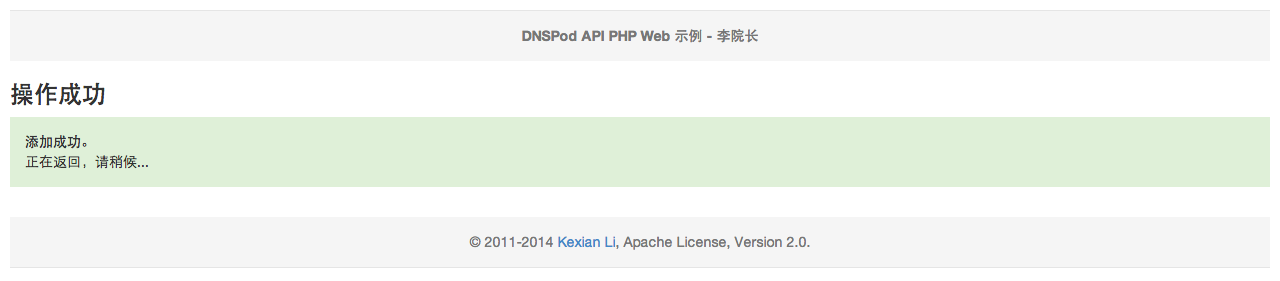 DNSPod API PHP Web 示例 - 李院长
操作成功
添加成功。
正在返回，请稍候...
© 2011-2014 Kexian Li, Apache License, Version 2.0.